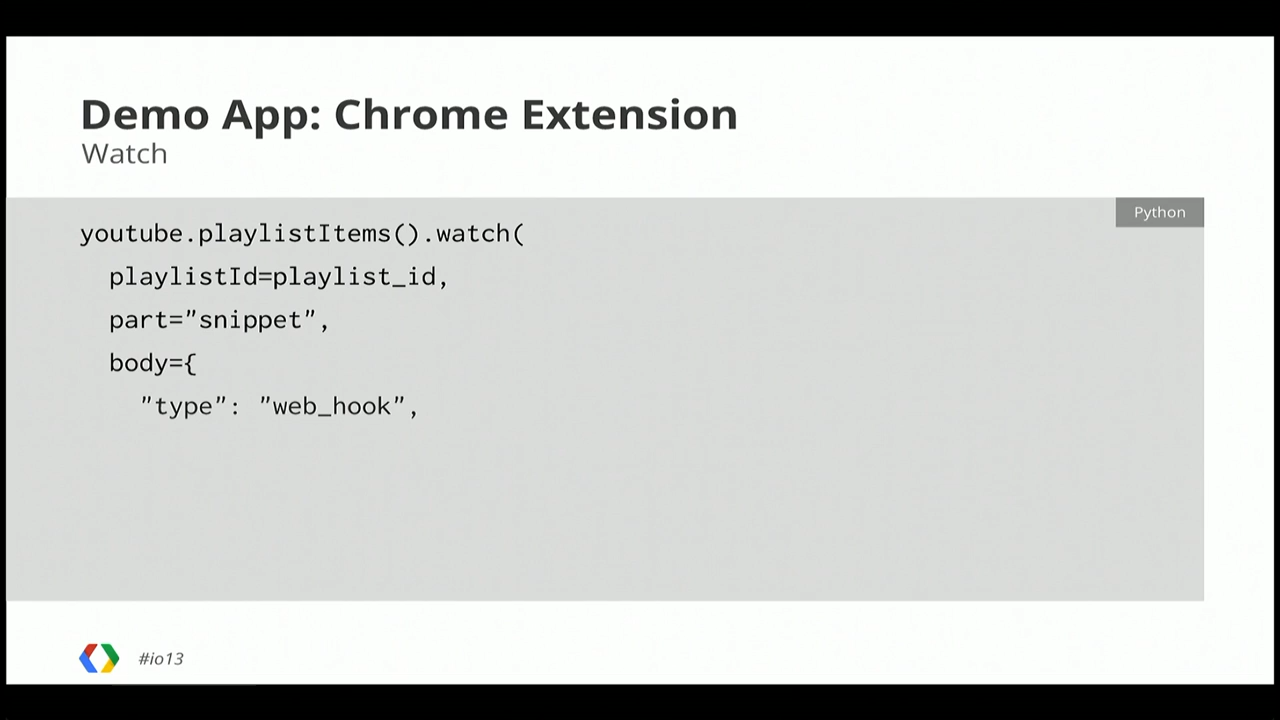 Demo App: Chrome Extension
Watch
Python
youtube.playlistItems().watch(
playlistId=playlist_id,
part="snippet",
body={
"type": "web_hook",
#io13